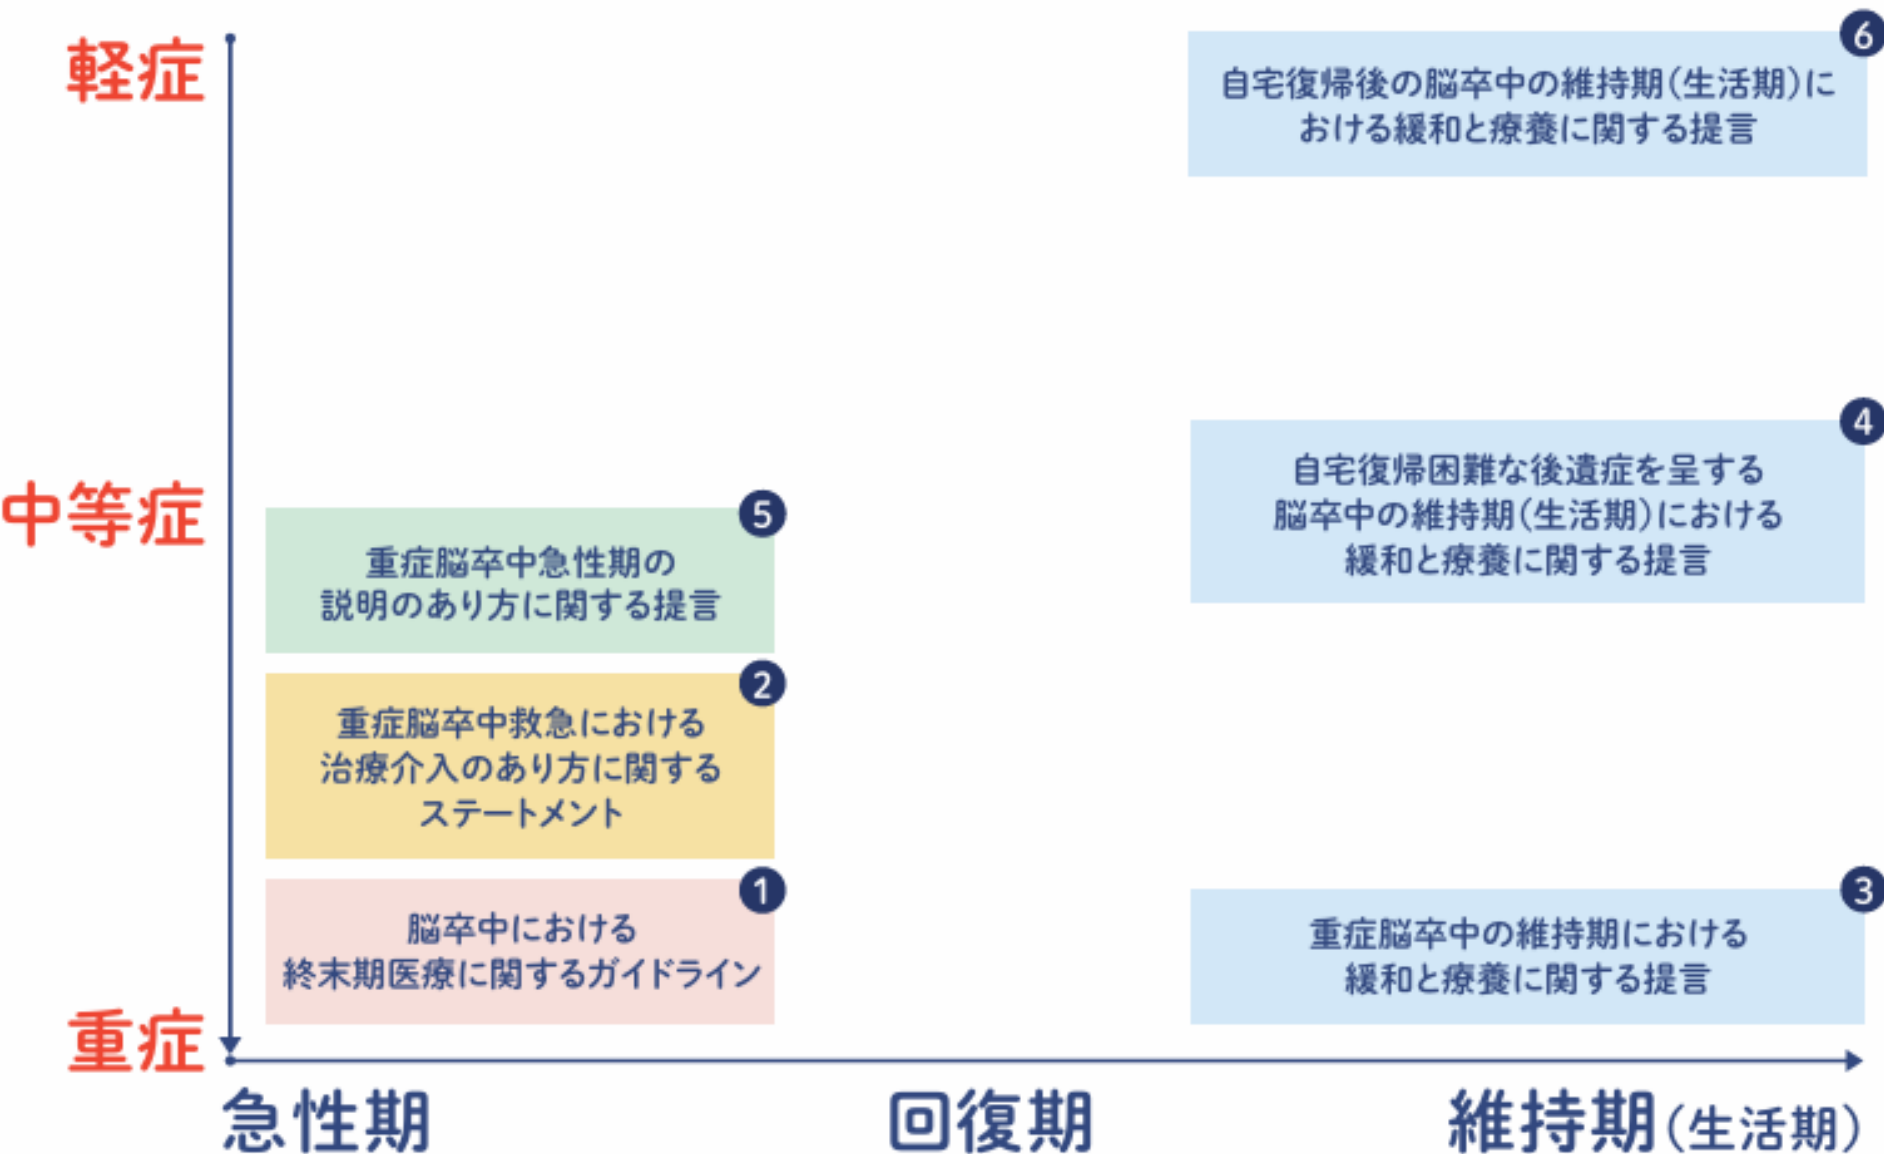 軽症
6
自宅復帰後の脳卒中の維持期(生活期)に
おける緩和と療養に関する提言
4
自宅復帰困難な後遺症を呈する
脳卒中の維持期(生活期)における
緩和と療養に関する提言
中等症
5
重症脳卒中急性期の
説明のあり方に関する提言
2
重症脳卒中救急における
治療介入のあり方に関する
ステートメント
1
脳卒中における
終末期医療に関するガイドライン
3
重症脳卒中の維持期における
緩和と療養に関する提言
重症
急性期
回復期
維持期(生活期)